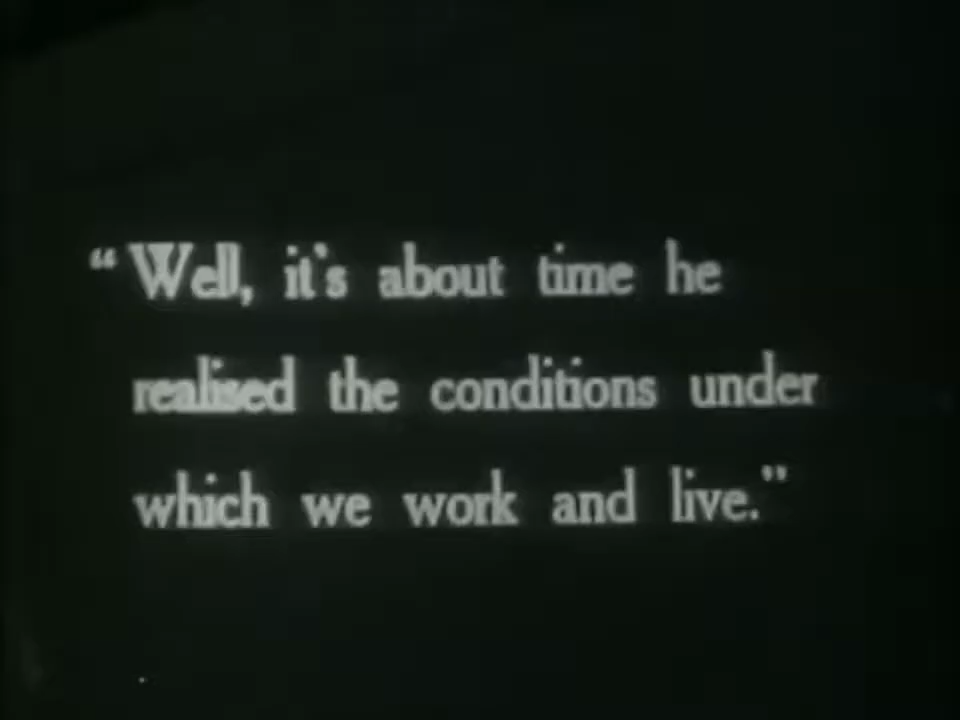 “Well, it's about time he
realised the conditions under
which we work and live.”